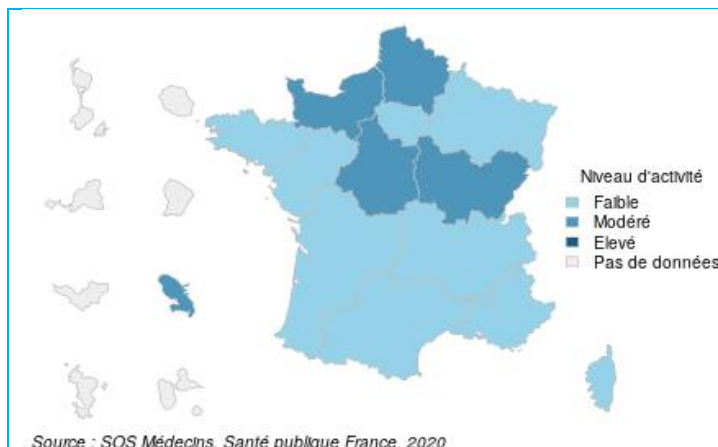 Niveau d'activité
Faible
Modéré
Elevé
Pas de données
Source : SOS Médecins, Santé publique France, 2020